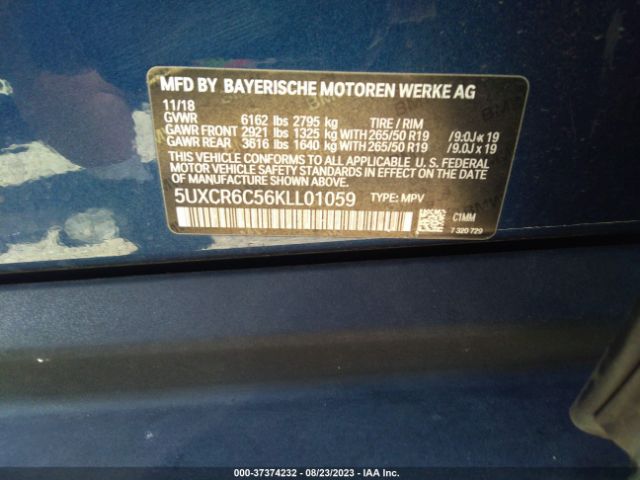 MFD BY BAYERISCHE MOTOREN WERKE AG
11/18
GVWR 6162 lbs 2795 kg TIRE / RIM
GAWR FRONT 2921 lbs 1325 kg WITH 265/50 R19 / 9.0J x 19
GAWR REAR 3616 lbs 1640 kg WITH 265/50 R19 / 9.0J x 19
THIS VEHICLE CONFORMS TO ALL APPLICABLE U. S. FEDERAL
MOTOR VEHICLE SAFETY STANDARDS IN EFFECT ON THE DATE
OF MANUFACTURE SHOWN ABOVE.
5UXCR6C56KLL01059 TYPE: MPV
C1MM
7 320 729
000-37374232 - 08/23/2023 - IAA Inc.